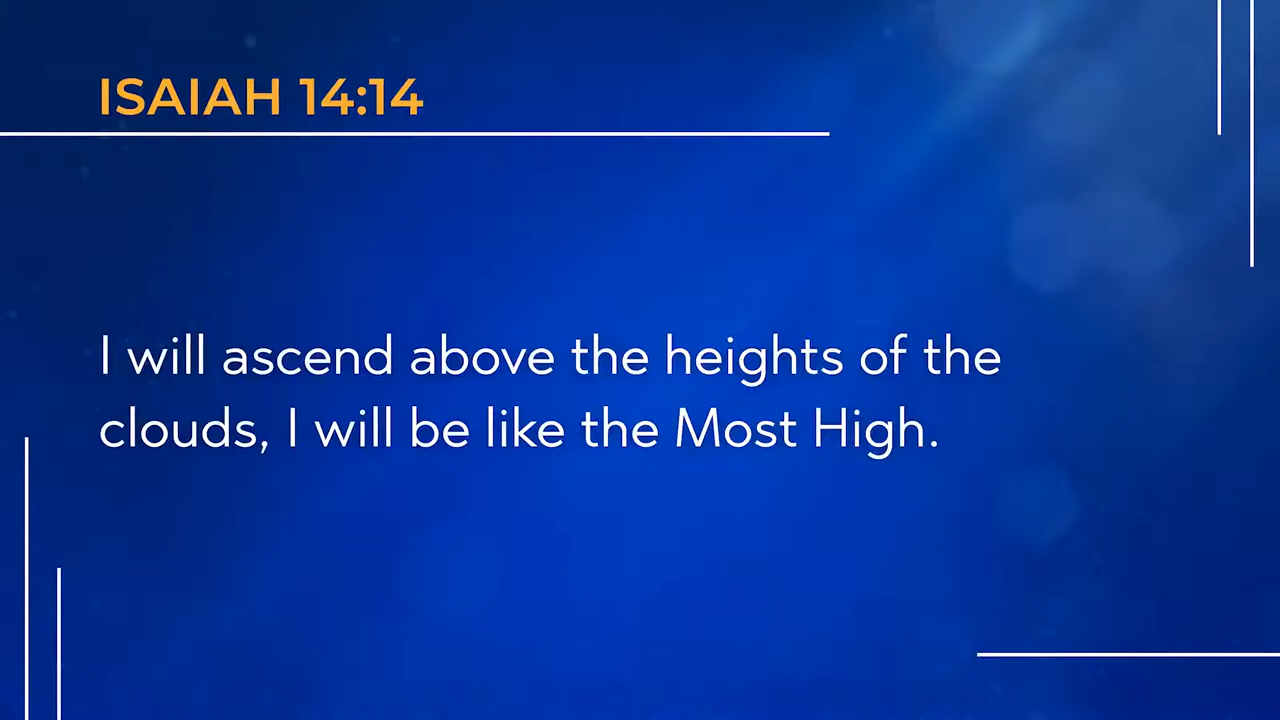 ISAIAH 14:14
I will ascend above the heights of the
clouds, I will be like the Most High.